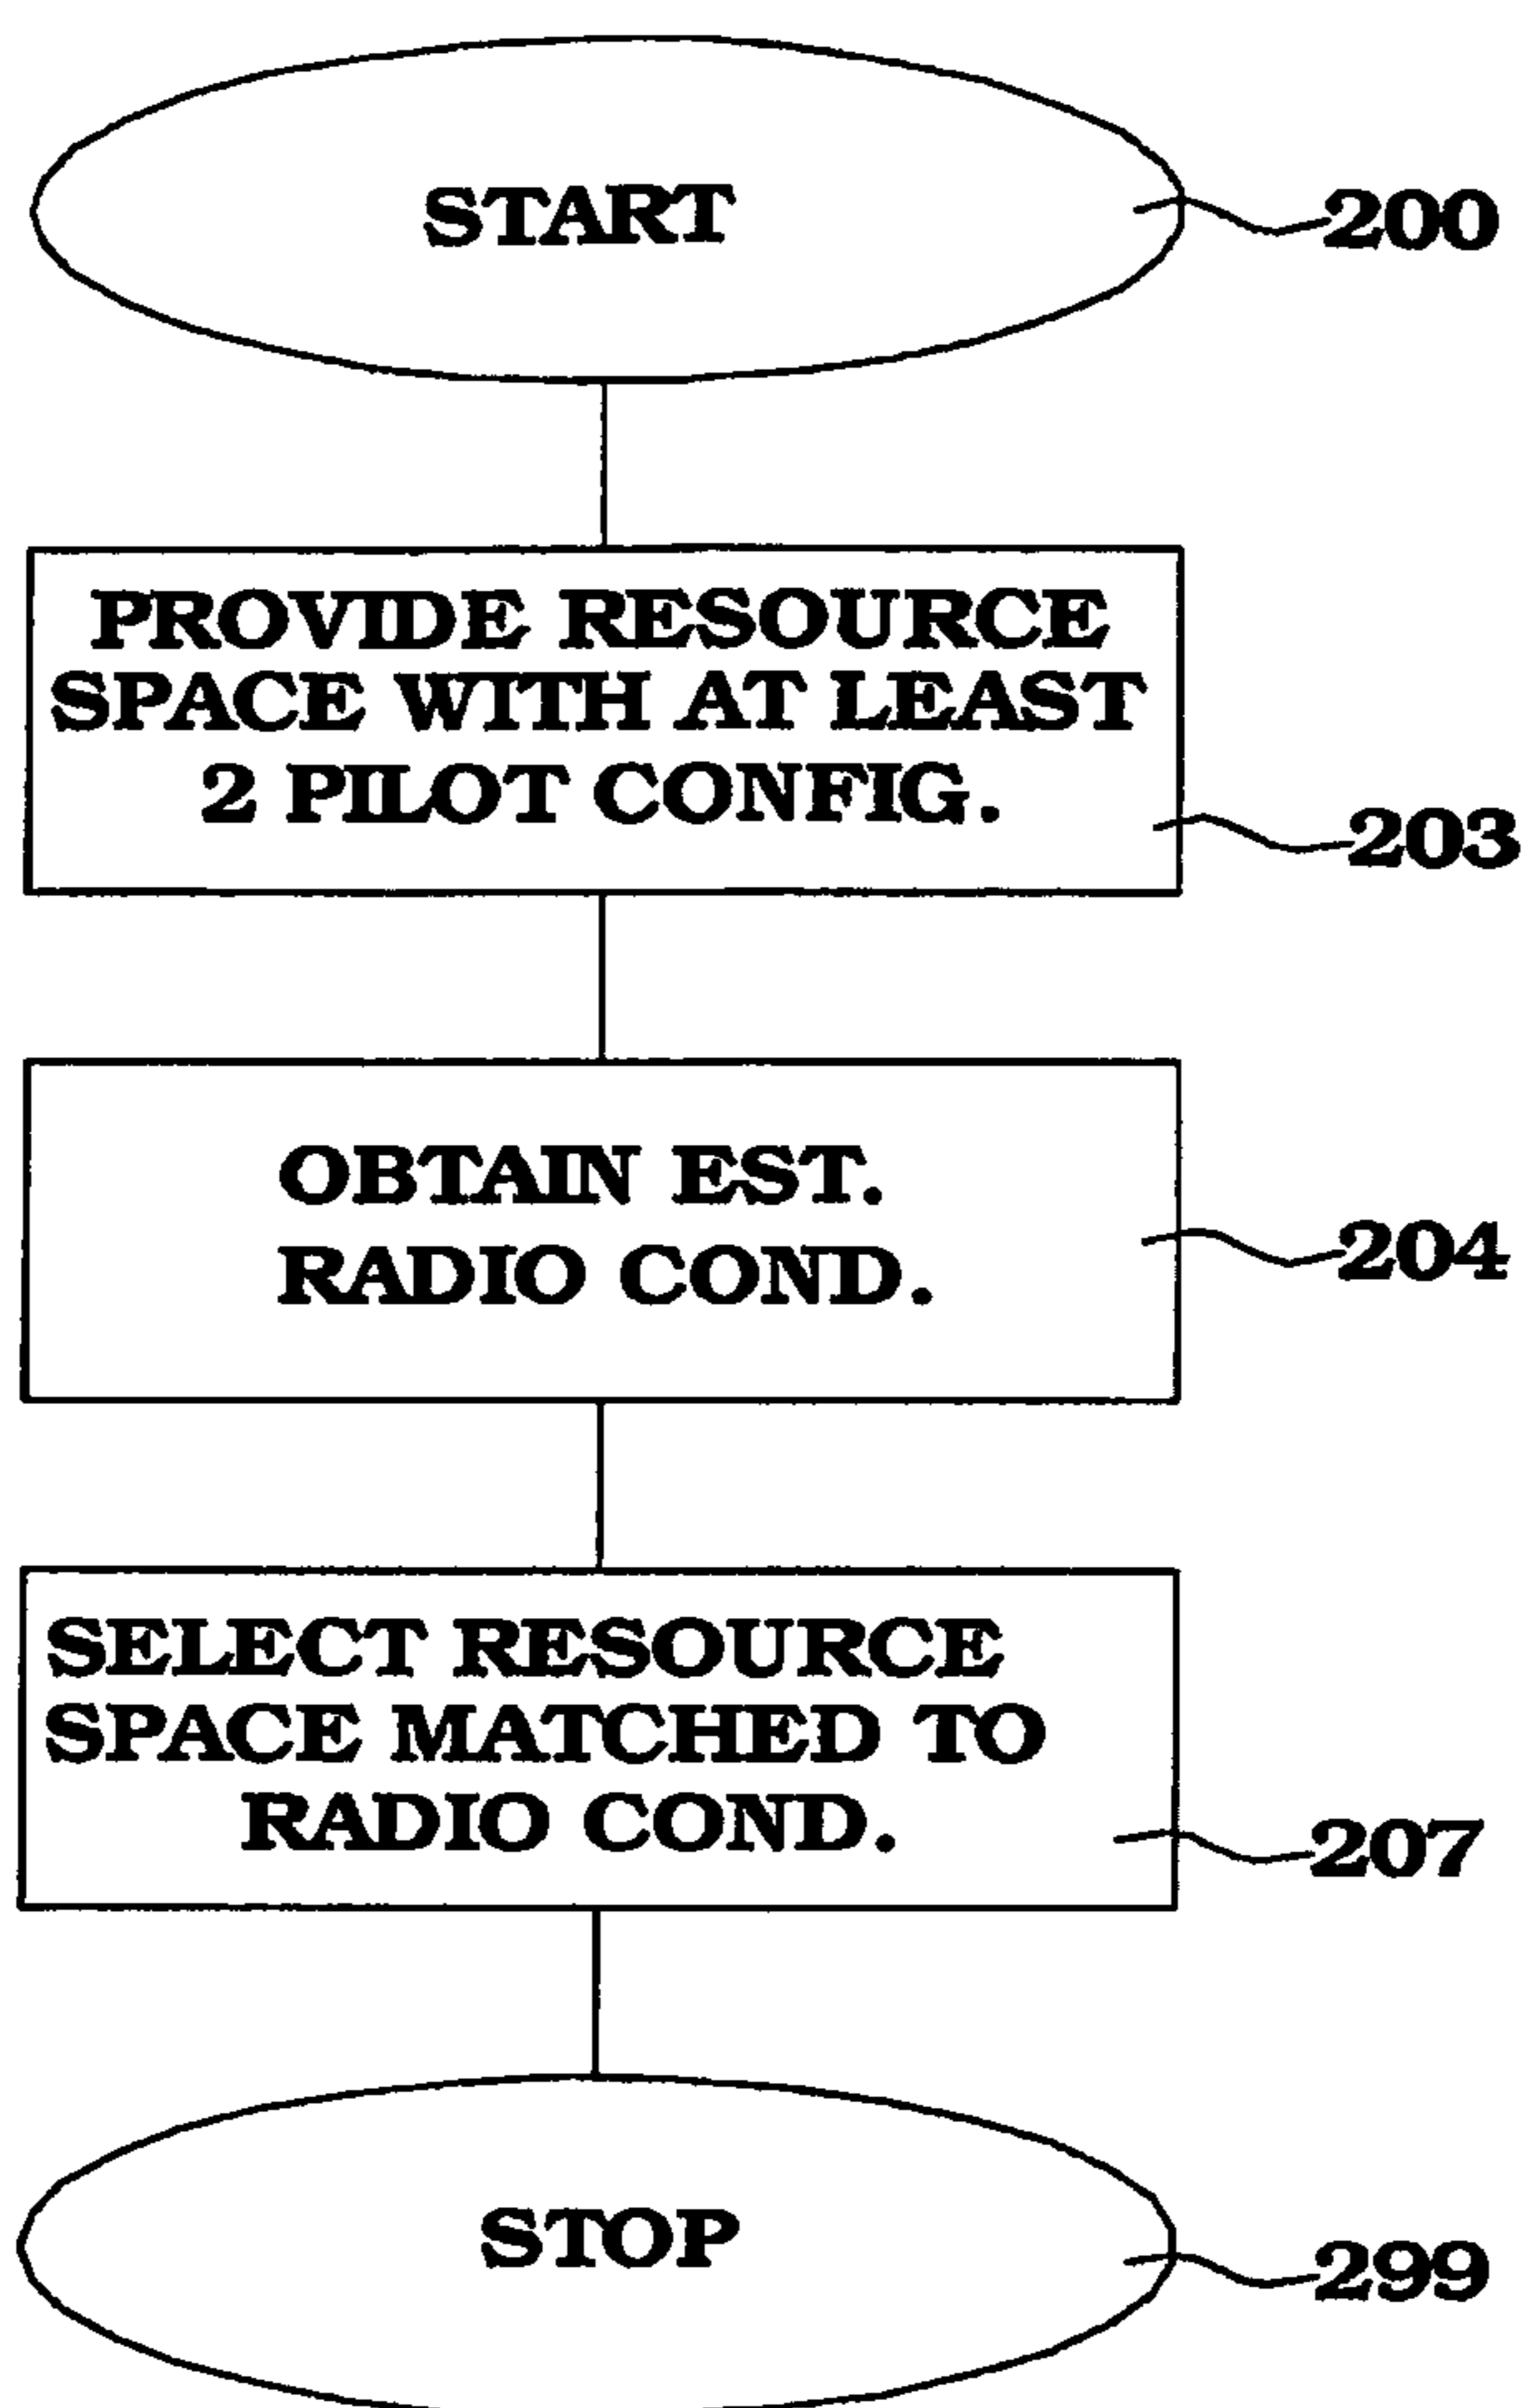 START
200
PROVIDE RESOURCE
SPACE WITH AT LEAST
2 PILOT CONFIG.
203
OBTAIN EST.
RADIO COND.
204
SELECT RESOURCE
SPACE MATCHED TO
RADIO COND.
207
STOP
299